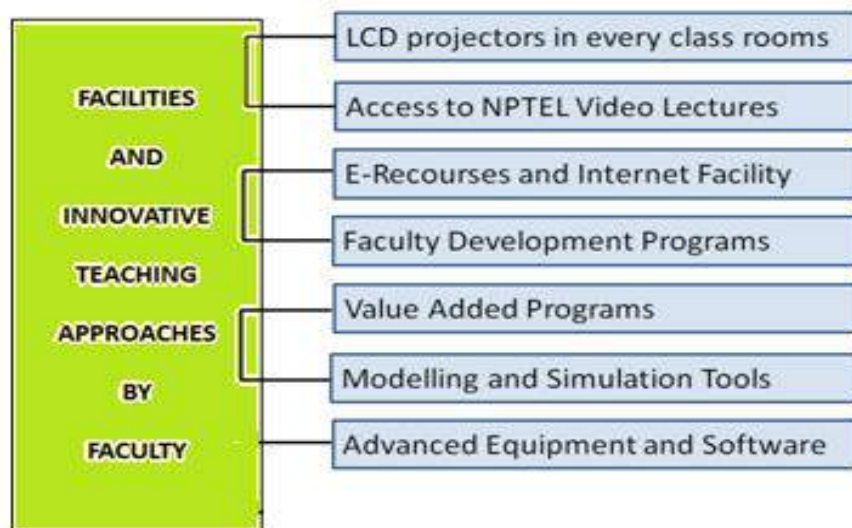 FACILITIES
AND
INNOVATIVE
TEACHING
APPROACHES
BY
FACULTY
LCD projectors in every class rooms
Access to NPTEL Video Lectures
E-Recourses and Internet Facility
Faculty Development Programs
Value Added Programs
Modelling and Simulation Tools
Advanced Equipment and Software